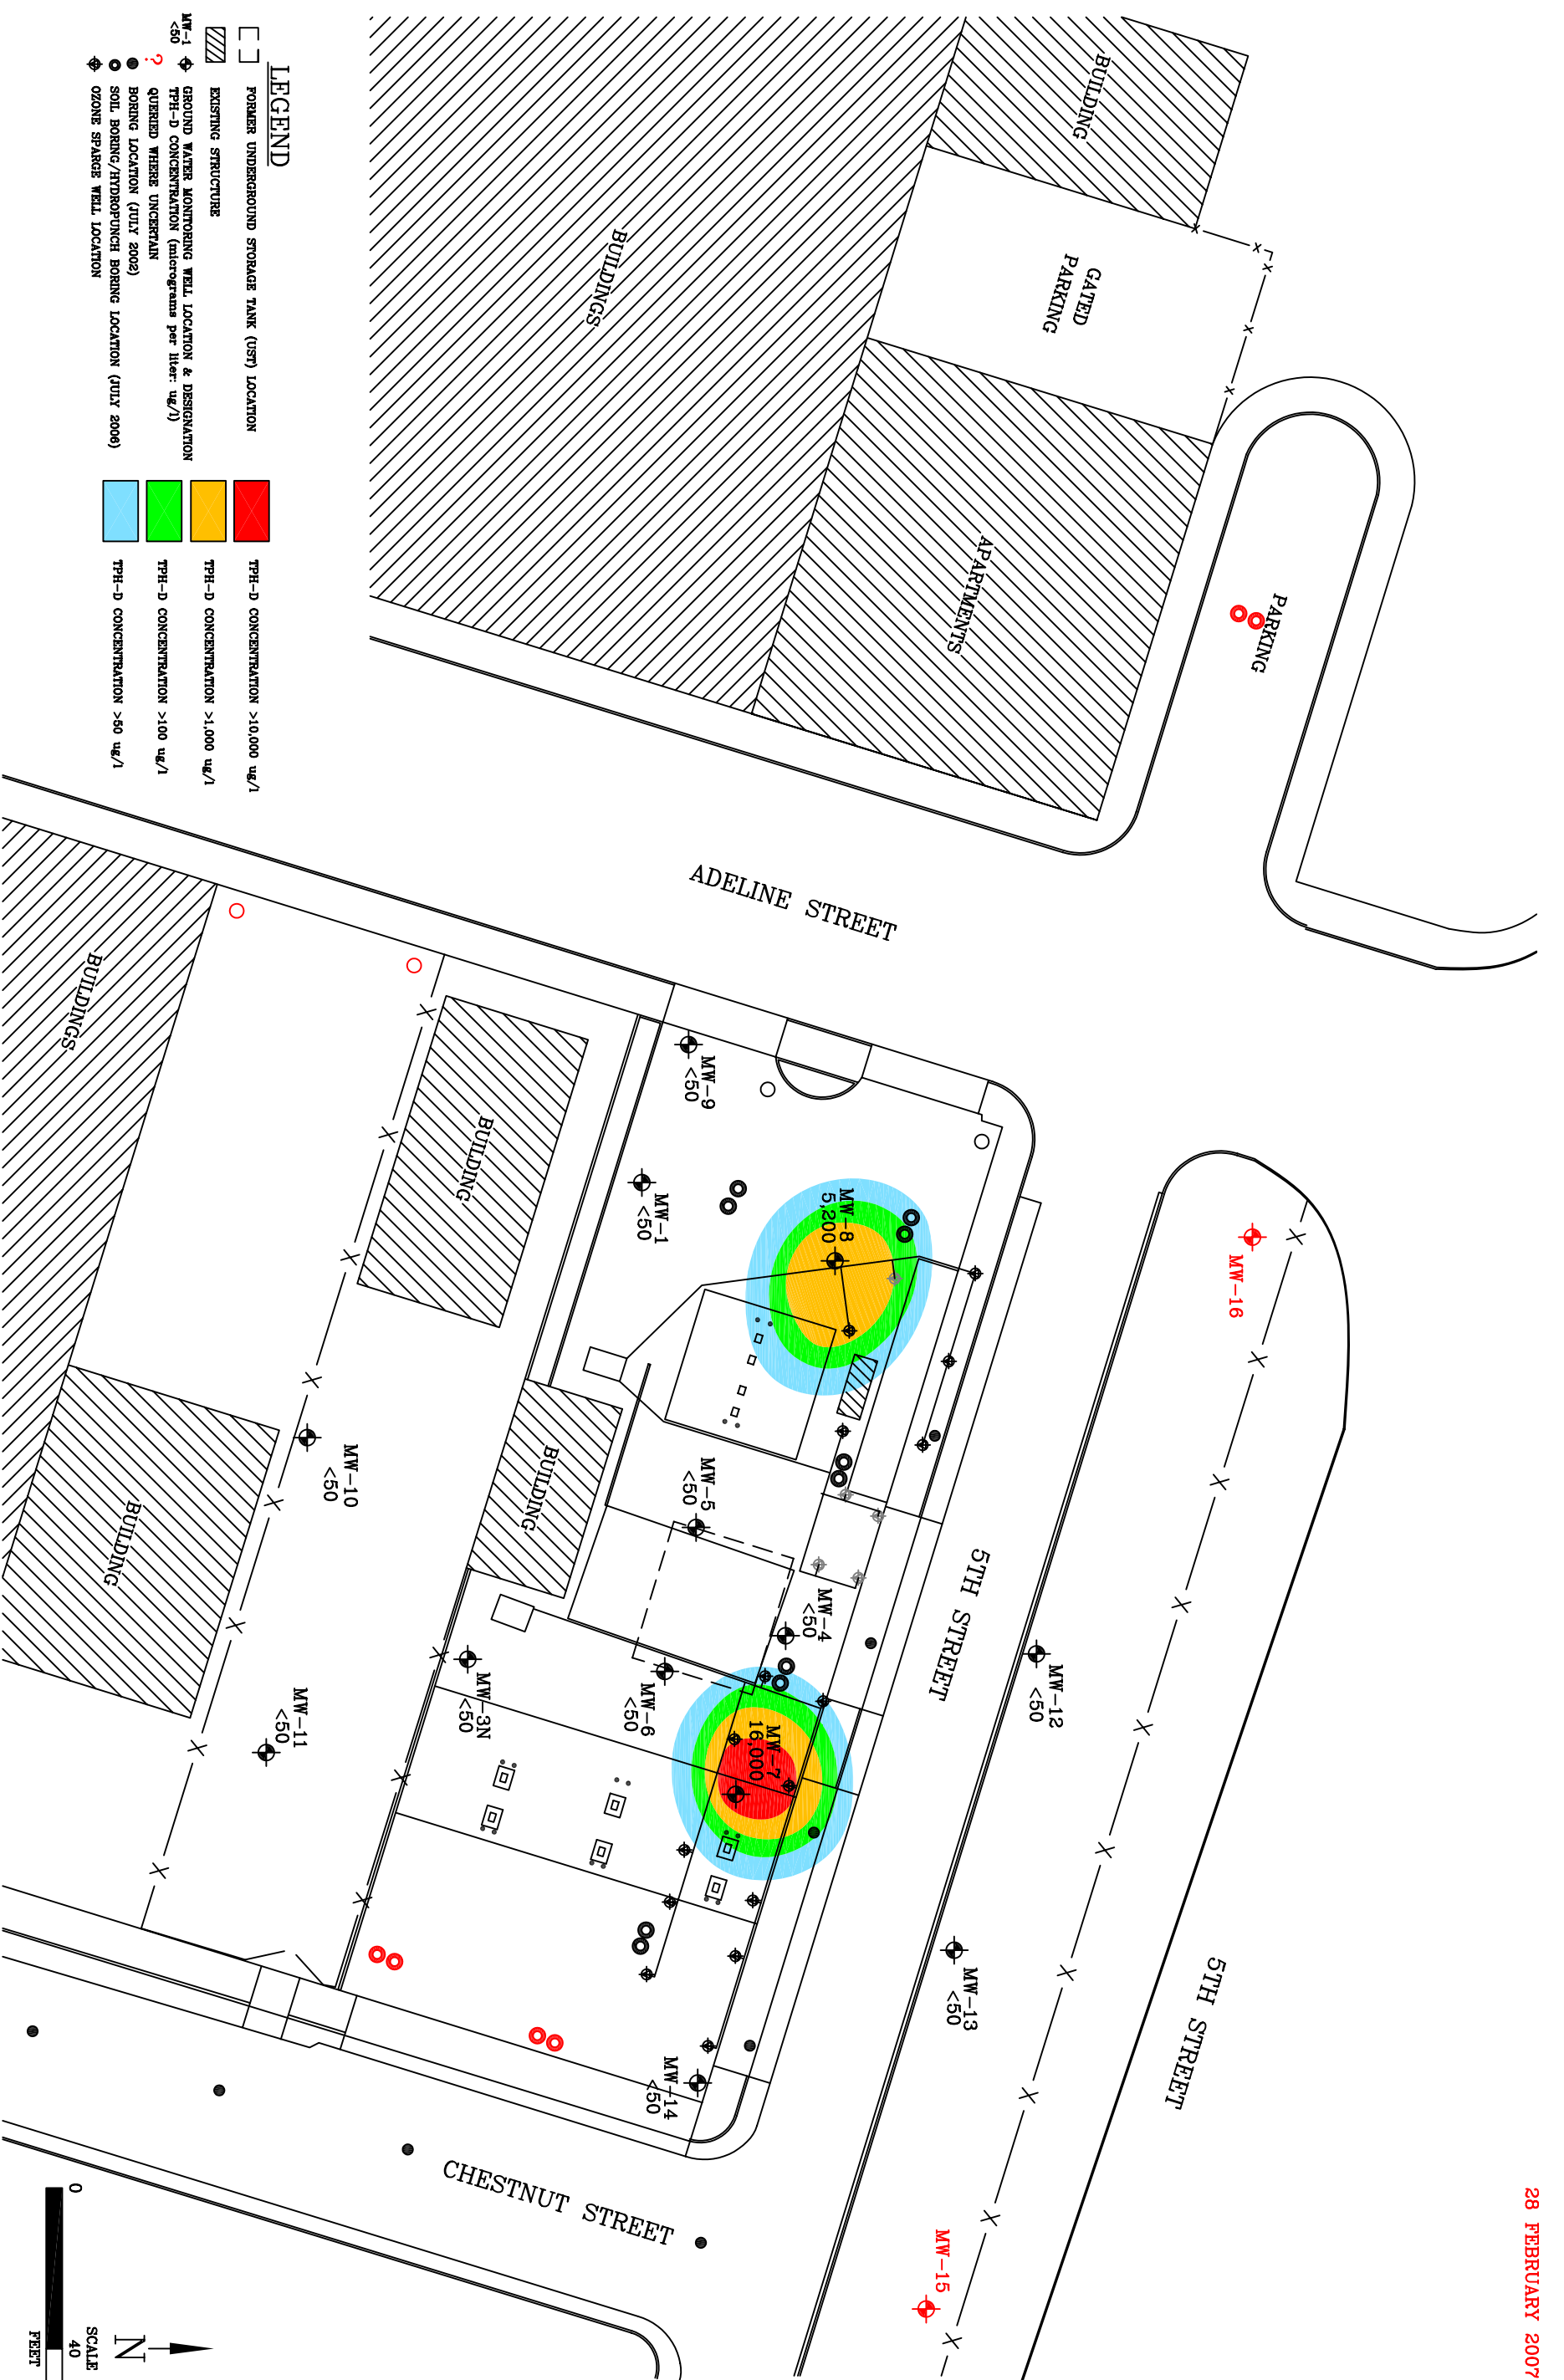 28 FEBRUARY 2007
BUILDING
GATED
PARKING
BUILDINGS
APARTMENTS
PARKING
ADELINE STREET
5TH STREET
5TH STREET
CHESTNUT STREET
MW-16
MW-15
MW-12
<50
MW-13
<50
MW-9
<50
MW-1
<50
MW-8
5,200
MW-5
<50
MW-4
<50
MW-6
<50
MW-7
16,000
MW-3N
<50
MW-14
<50
MW-10
<50
MW-11
<50
BUILDING
BUILDING
BUILDINGS
BUILDING
LEGEND
FORMER UNDERGROUND STORAGE TANK (UST) LOCATION
EXISTING STRUCTURE
MW-1
<50
GROUND WATER MONITORING WELL LOCATION & DESIGNATION
TPH-D CONCENTRATION (micrograms per liter: ug/l)
?
QUERIED WHERE UNCERTAIN
BORING LOCATION (JULY 2002)
SOIL BORING/HYDROPUNCH BORING LOCATION (JULY 2006)
OZONE SPARGE WELL LOCATION
TPH-D CONCENTRATION >10,000 ug/l
TPH-D CONCENTRATION >1,000 ug/l
TPH-D CONCENTRATION >100 ug/l
TPH-D CONCENTRATION >50 ug/l
N
SCALE
0 40
FEET